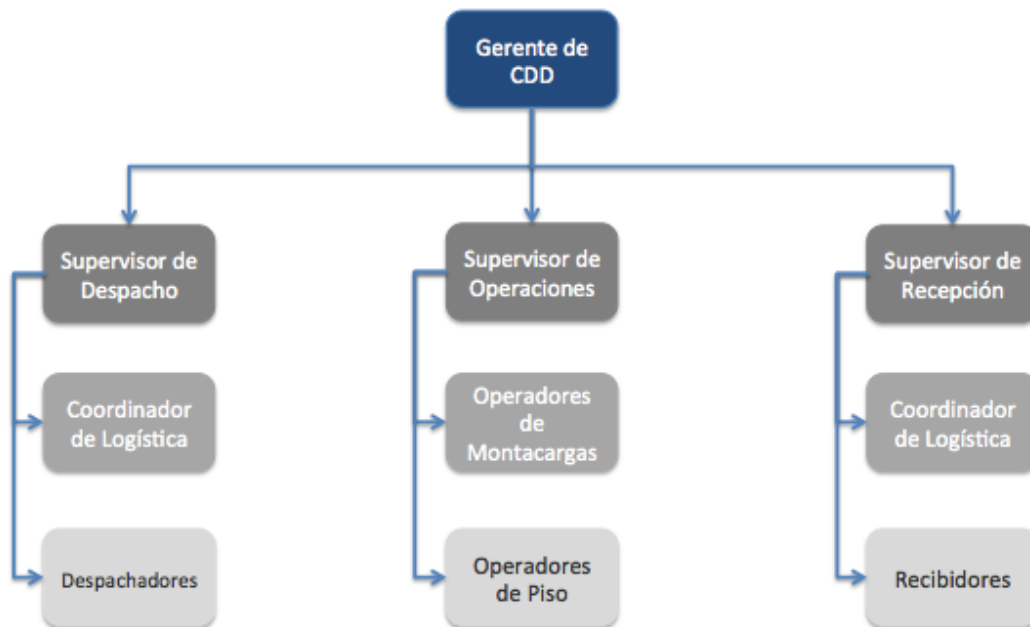 Gerente de
CDD
Supervisor de
Despacho
Supervisor de
Operaciones
Supervisor de
Recepción
Coordinador
de Logística
Operadores
de
Montacargas
Coordinador
de Logística
Despachadores
Operadores
de Piso
Recibidores